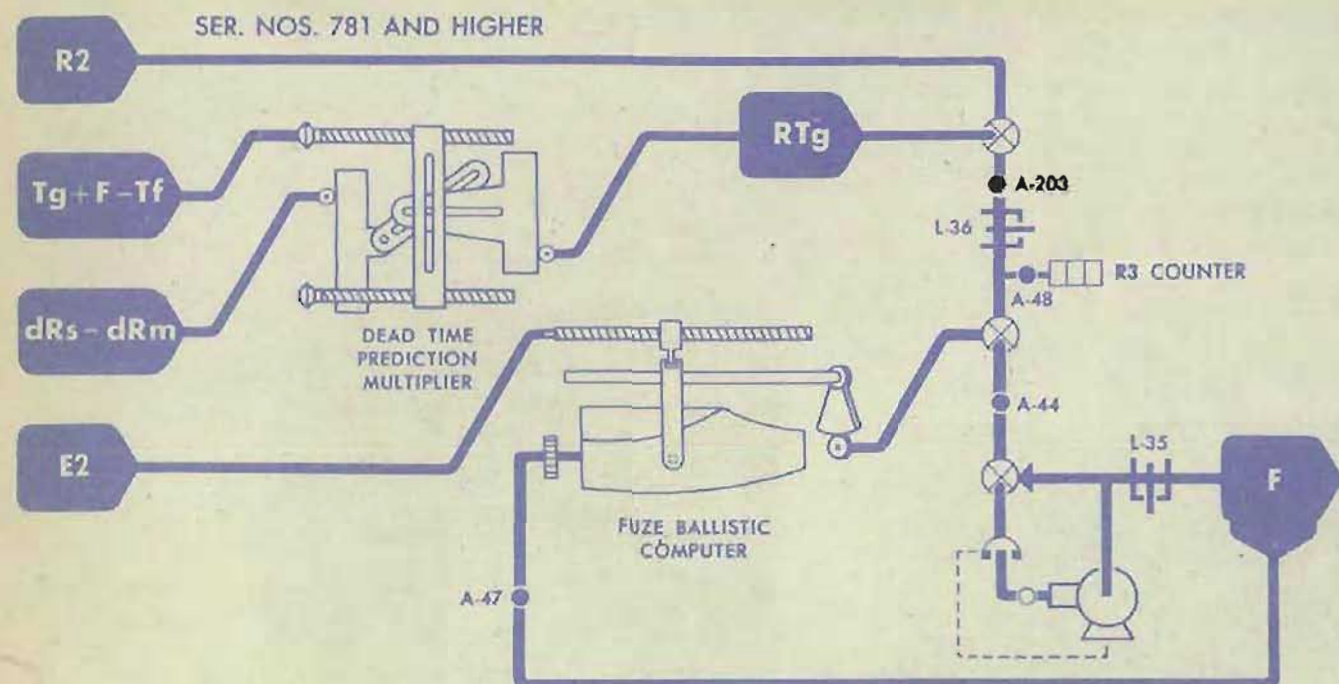 SER. NOS. 781 AND HIGHER
R2
RTg
Tg+F-Tf
A-203
L-36
R3 COUNTER
A-48
dRs-dRm
DEAD TIME
PREDICTION
MULTIPLIER
A-44
E2
L-35
F
FUZE BALLISTIC
COMPUTER
A-47